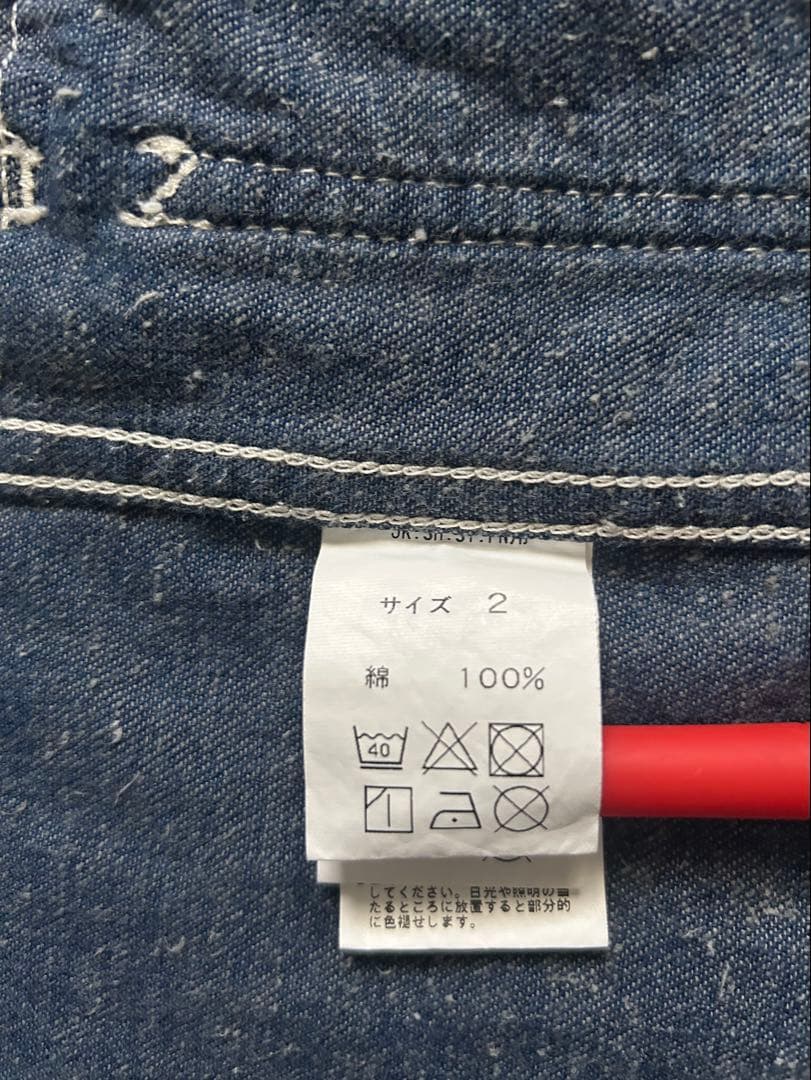 サイズ 2
綿 100%
40
してください。日光や照明の当
たるところに放置すると部分的
に色褪せします。